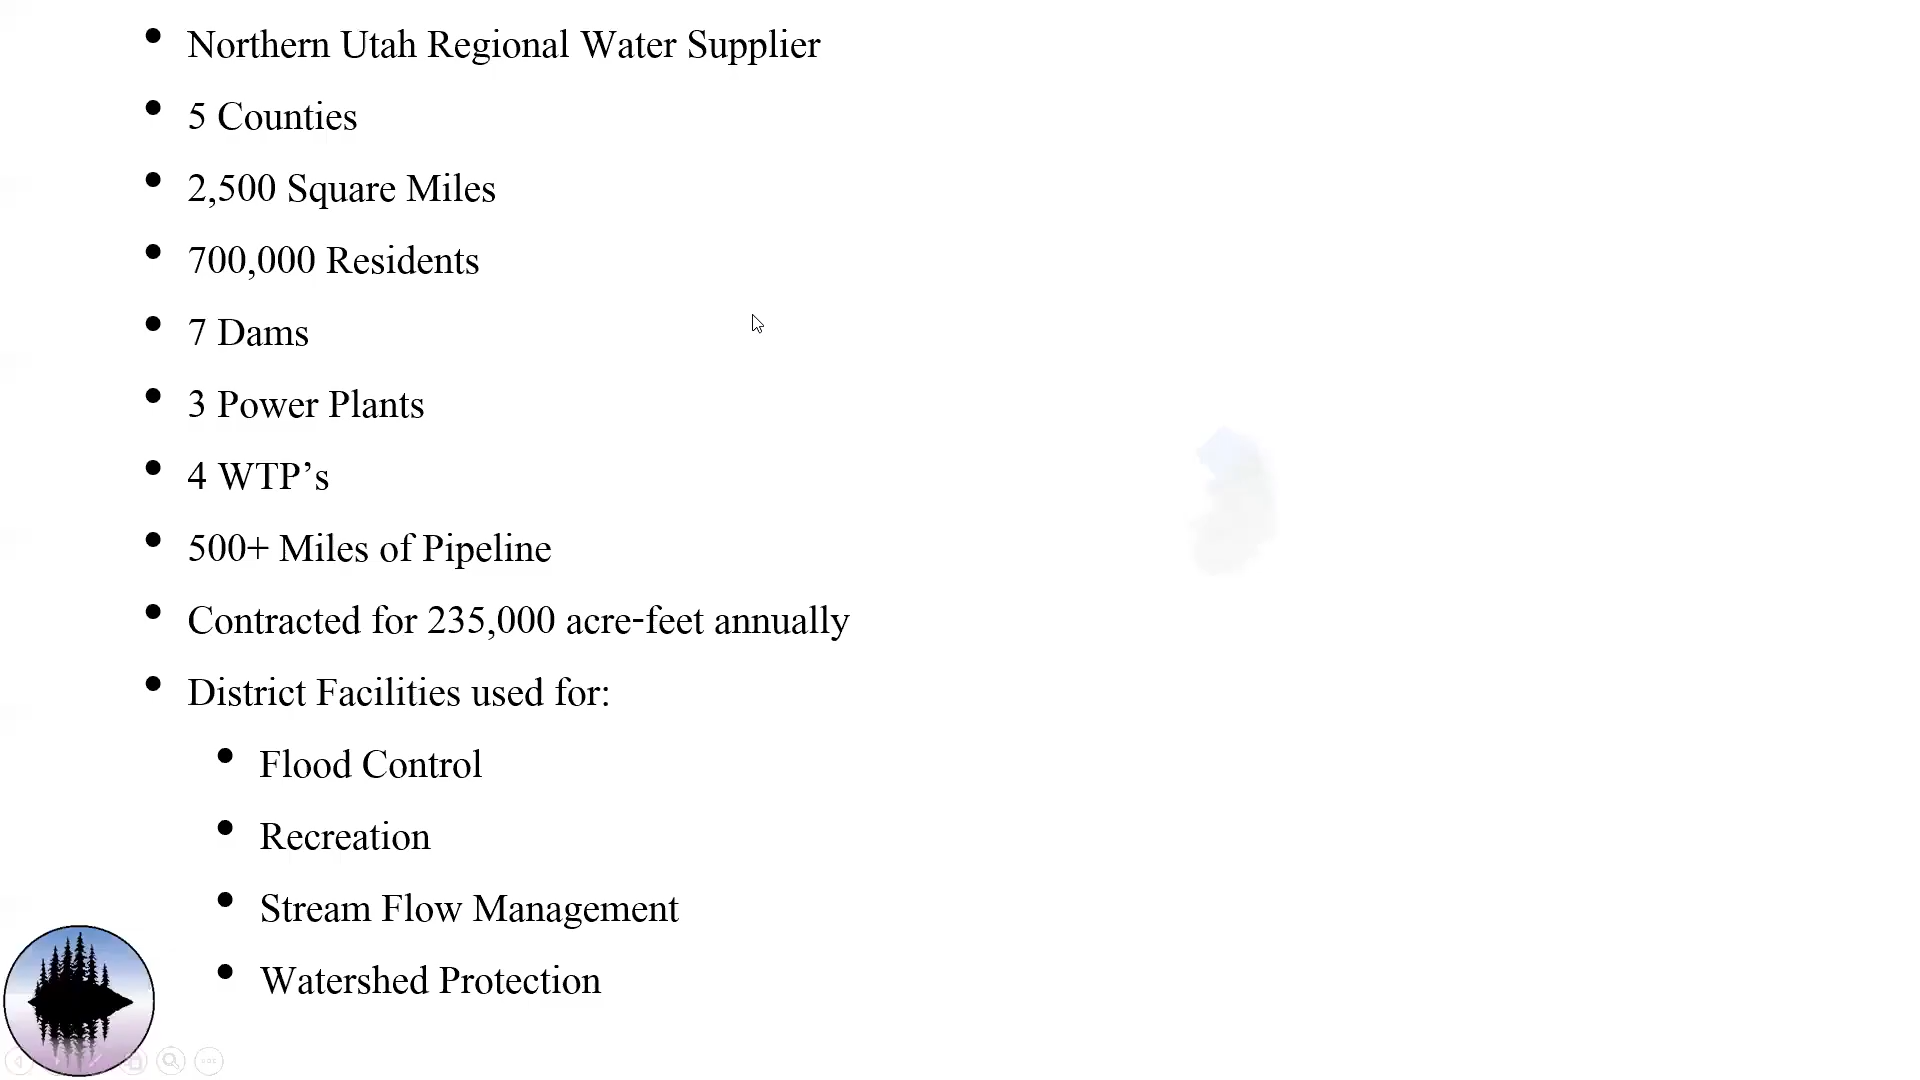 • Northern Utah Regional Water Supplier
• 5 Counties
• 2,500 Square Miles
• 700,000 Residents
• 7 Dams
• 3 Power Plants
• 4 WTP’s
• 500+ Miles of Pipeline
• Contracted for 235,000 acre-feet annually
• District Facilities used for:
• Flood Control
• Recreation
• Stream Flow Management
• Watershed Protection